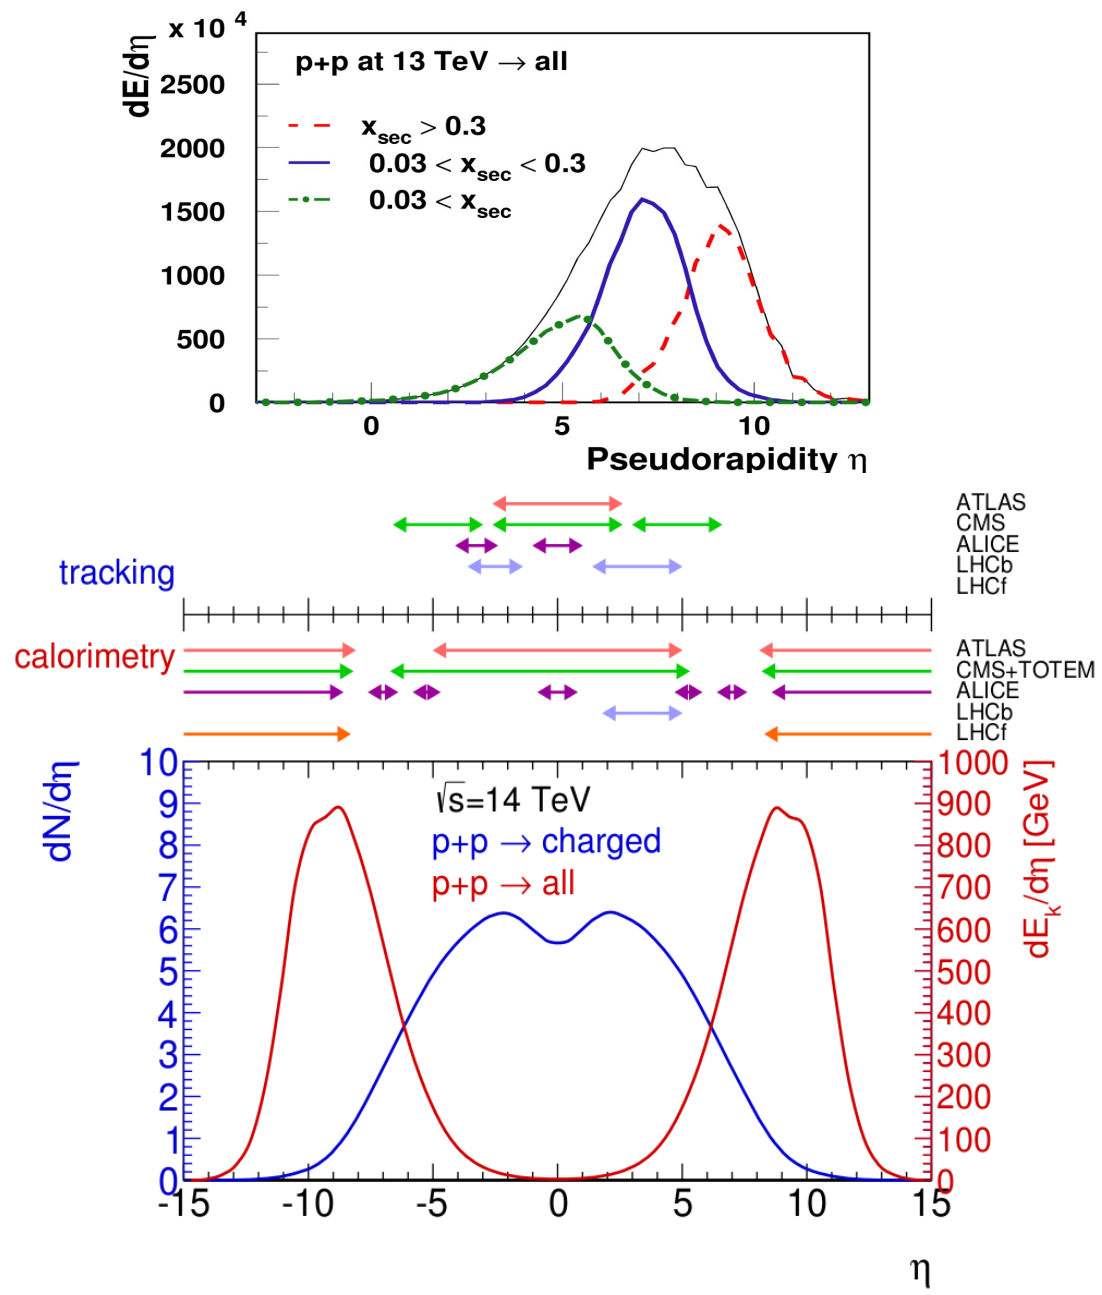 x 10 4
dE/dη
p+p at 13 TeV → all
2500
2000
1500
1000
500
0
xsec > 0.3
0.03 < xsec < 0.3
0.03 < xsec
0 5 10
Pseudorapidity η
tracking
ATLAS
CMS
ALICE
LHCb
LHCf
calorimetry
ATLAS
CMS+TOTEM
ALICE
LHCb
LHCf
dN/dη
10
9
8
7
6
5
4
3
2
1
0
√s=14 TeV
p+p → charged
p+p → all
1000
900
800
700
600
500
400
300
200
100
0
dEk/dη [GeV]
-15 -10 -5 0 5 10 15
η